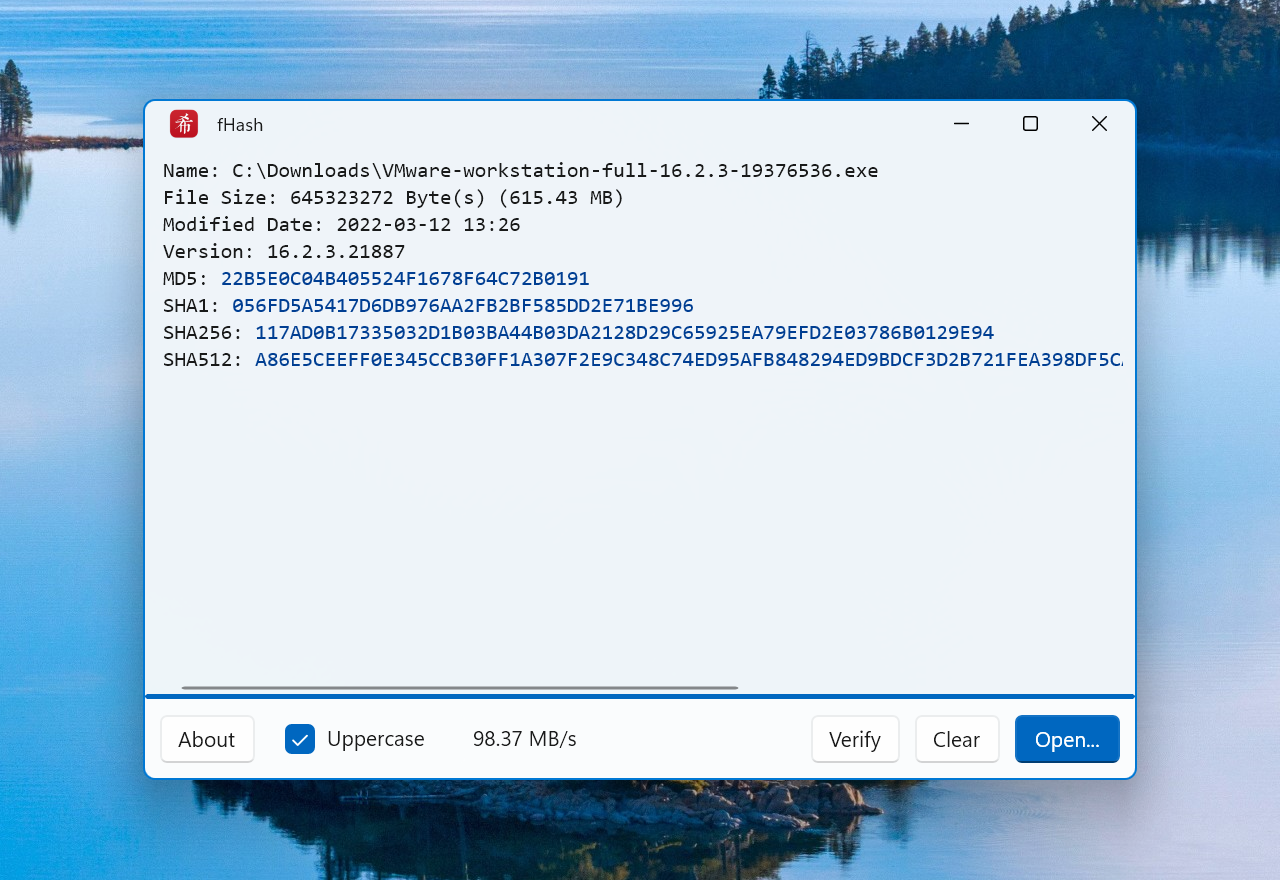 希 fHash
Name: C:\Downloads\VMware-workstation-full-16.2.3-19376536.exe
File Size: 645323272 Byte(s) (615.43 MB)
Modified Date: 2022-03-12 13:26
Version: 16.2.3.21887
MD5: 22B5E0C04B405524F1678F64C72B0191
SHA1: 056FD5A5417D6DB976AA2FB2BF585DD2E71BE996
SHA256: 117AD0B17335032D1B03BA44B03DA2128D29C65925EA79EFD2E03786B0129E94
SHA512: A86E5CEEFF0E345CCB30FF1A307F2E9C348C74ED95AFB848294ED9BDCF3D2B721FEA398DF5CA
About Uppercase 98.37 MB/s Verify Clear Open...